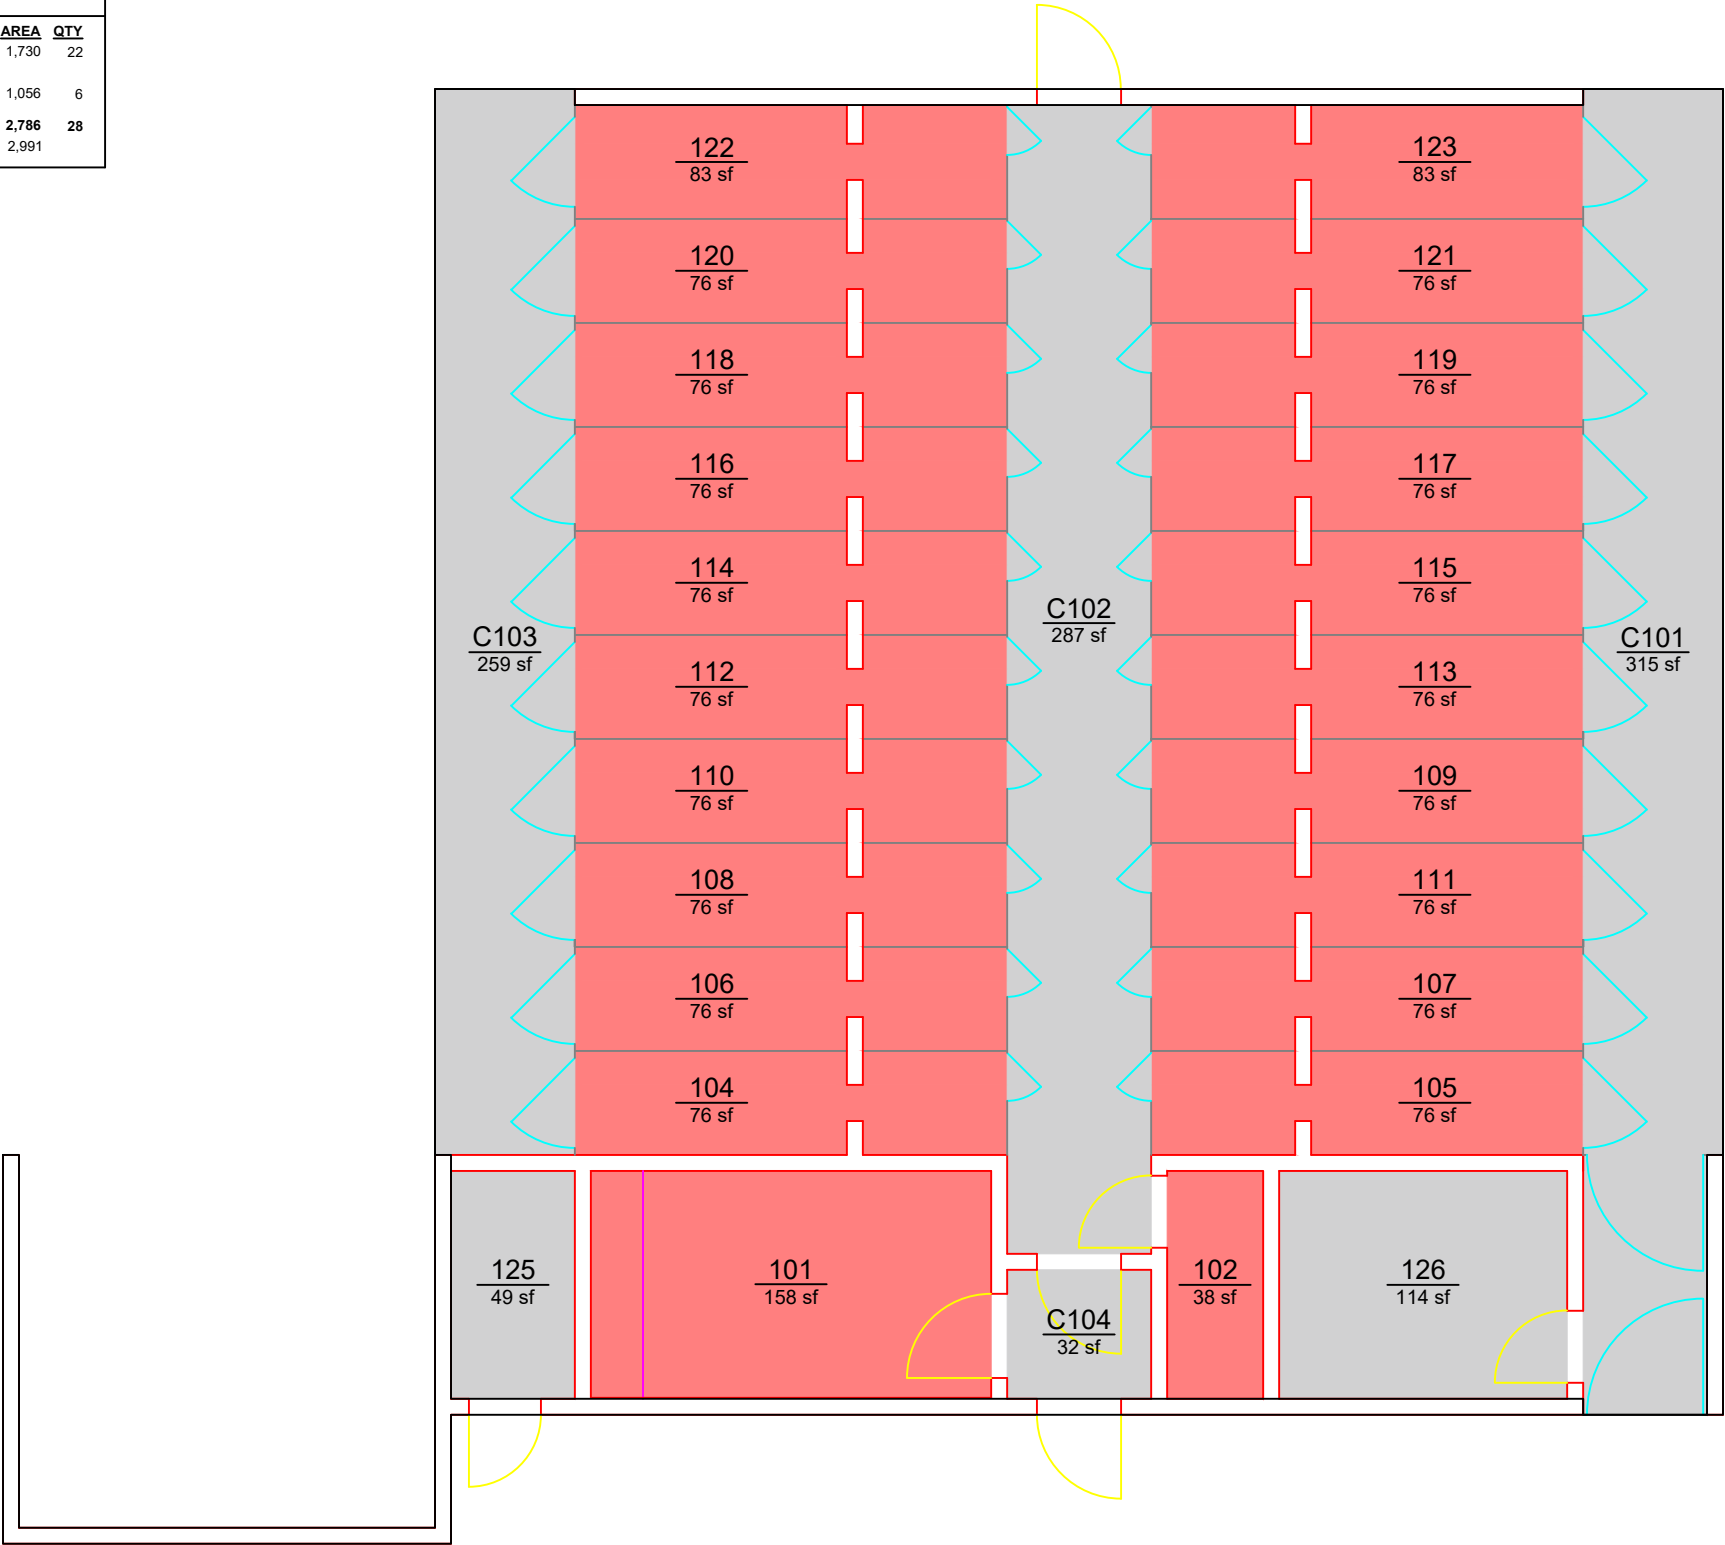 AREA QTY
1,730 22
1,056 6
2,786 28
2,991
122
83 sf
123
83 sf
120
76 sf
121
76 sf
118
76 sf
119
76 sf
116
76 sf
117
76 sf
114
76 sf
115
76 sf
C103
259 sf
C102
287 sf
C101
315 sf
112
76 sf
113
76 sf
110
76 sf
109
76 sf
108
76 sf
111
76 sf
106
76 sf
107
76 sf
104
76 sf
105
76 sf
125
49 sf
101
158 sf
C104
32 sf
102
38 sf
126
114 sf